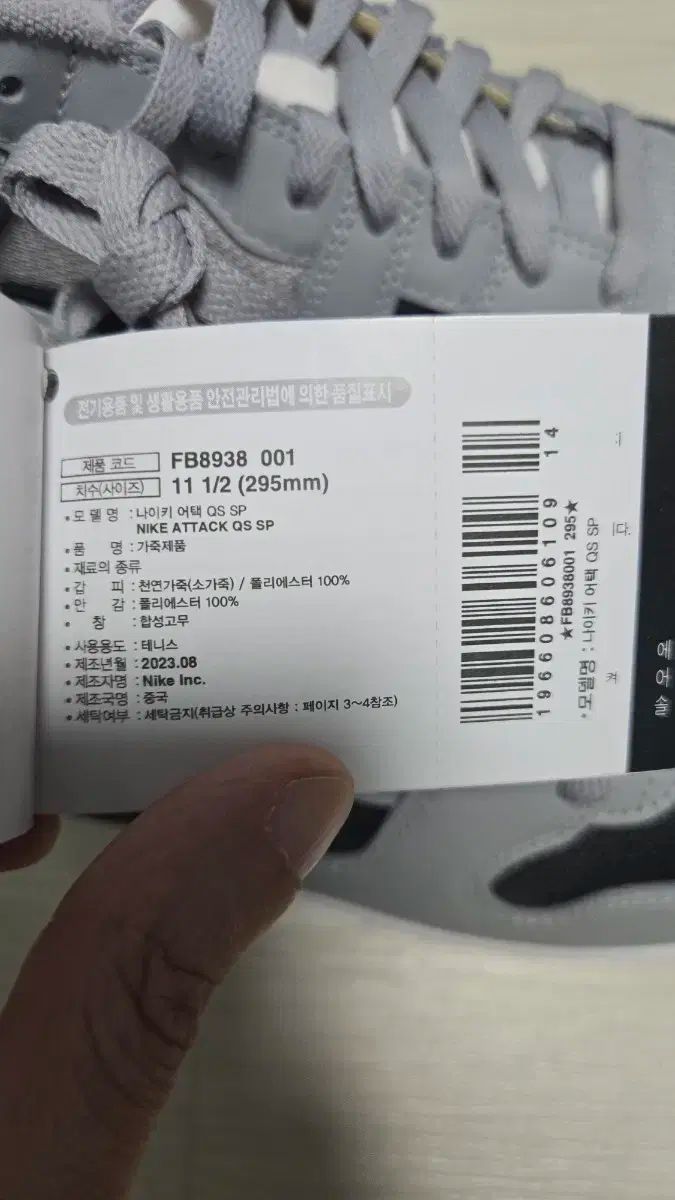 전기용품 및 생활용품 안전관리법에 의한 품질표시
제품 코드 FB8938 001
치수(사이즈) 11 1/2 (295mm)
• 모 델 명 : 나이키 어택 QS SP
NIKE ATTACK QS SP
• 품 명 : 가죽제품
• 재료의 종류
• 갑 피 : 천연가죽(소가죽) / 폴리에스터 100%
• 안 감 : 폴리에스터 100%
• 창 : 합성고무
• 사용용도 : 테니스
• 제조년월 : 2023.08
• 제조자명 : Nike Inc.
• 제조국명 : 중국
• 세탁여부 : 세탁금지(취급상 주의사항 : 페이지 3~4참조)
196608606109 14
★FB8938001 295★
• 모델명 : 나이키 어택 QS SP
에어솔